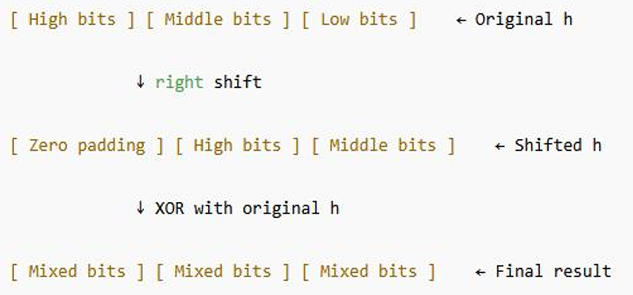 [ High bits ] [ Middle bits ] [ Low bits ] ← Original h
↓ right shift
[ Zero padding ] [ High bits ] [ Middle bits ] ← Shifted h
↓ XOR with original h
[ Mixed bits ] [ Mixed bits ] [ Mixed bits ] ← Final result